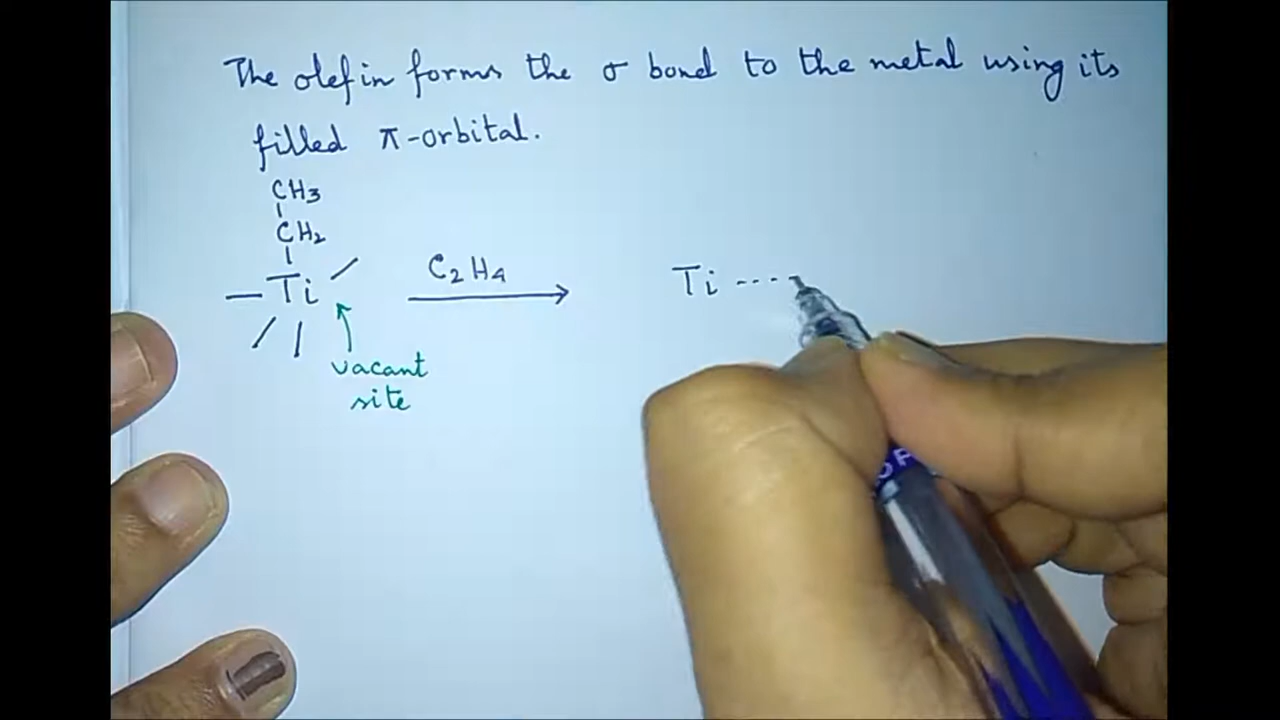 The olefin forms the σ bond to the metal using its
filled π-orbital.
CH3
CH2
Ti
C2H4
Ti ----
vacant
site